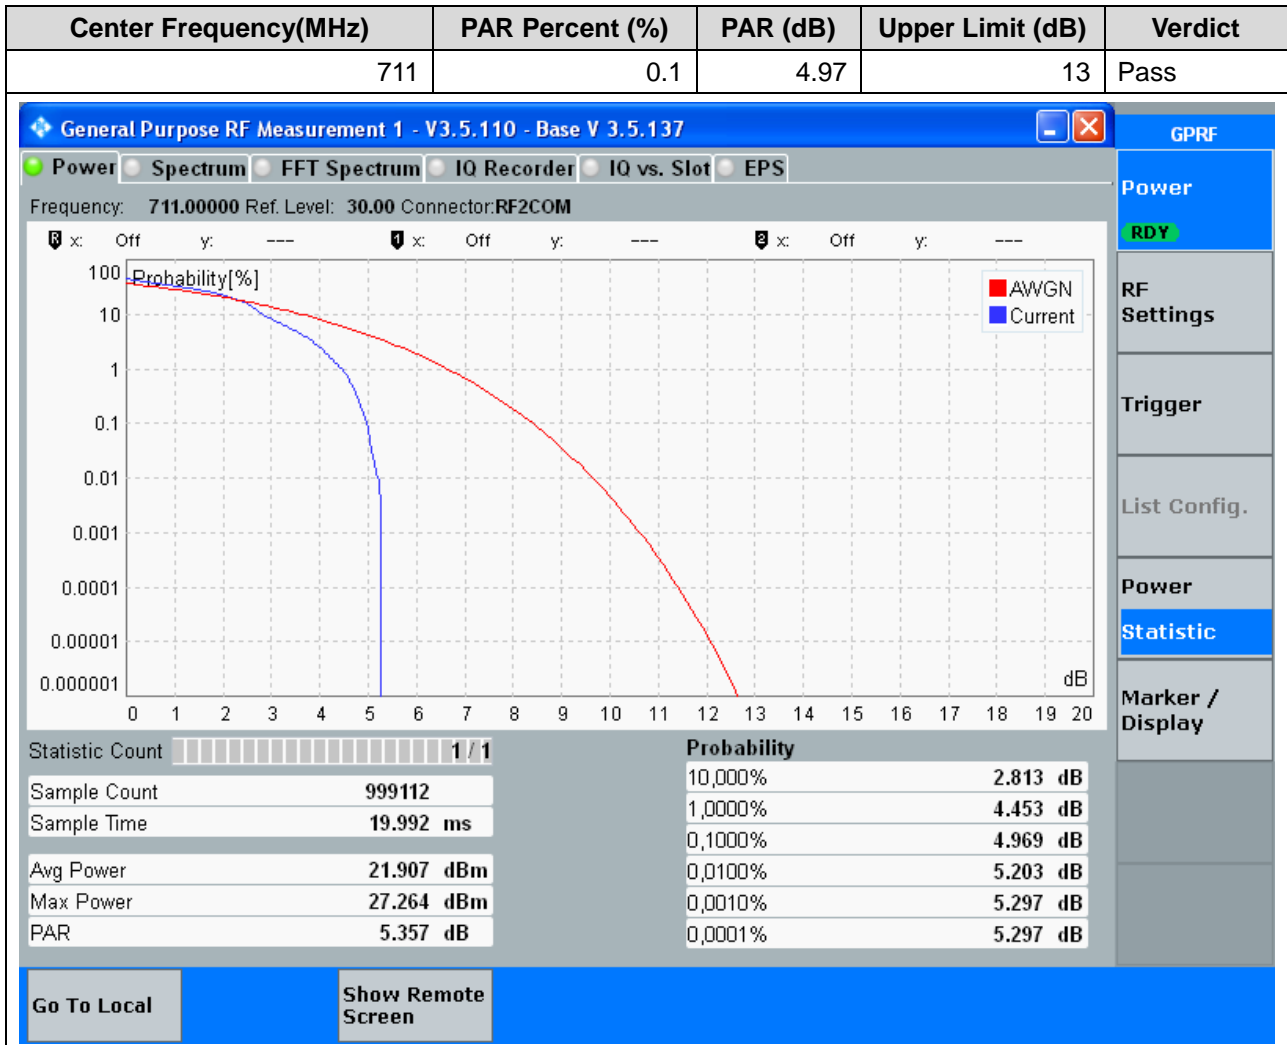 Center Frequency(MHz) PAR Percent (%) PAR (dB) Upper Limit (dB) Verdict
711 0.1 4.97 13 Pass
General Purpose RF Measurement 1 - V3.5.110 - Base V 3.5.137
GPRF
Power Spectrum FFT Spectrum IQ Recorder IQ vs. Slot EPS
Power
RDY
Frequency: 711.00000 Ref. Level: 30.00 Connector:RF2COM
R x: Off y: --- 1 x: Off y: --- 2 x: Off y: ---
Probability[%]
AWGN
Current
100
10
1
0.1
0.01
0.001
0.0001
0.00001
0.000001
dB
0 1 2 3 4 5 6 7 8 9 10 11 12 13 14 15 16 17 18 19 20
RF
Settings
Trigger
List Config.
Power
Statistic
Marker /
Display
Statistic Count 1 / 1
Sample Count 999112
Sample Time 19.992 ms
Avg Power 21.907 dBm
Max Power 27.264 dBm
PAR 5.357 dB
Probability
10,000% 2.813 dB
1,0000% 4.453 dB
0,1000% 4.969 dB
0,0100% 5.203 dB
0,0010% 5.297 dB
0,0001% 5.297 dB
Go To Local
Show Remote
Screen